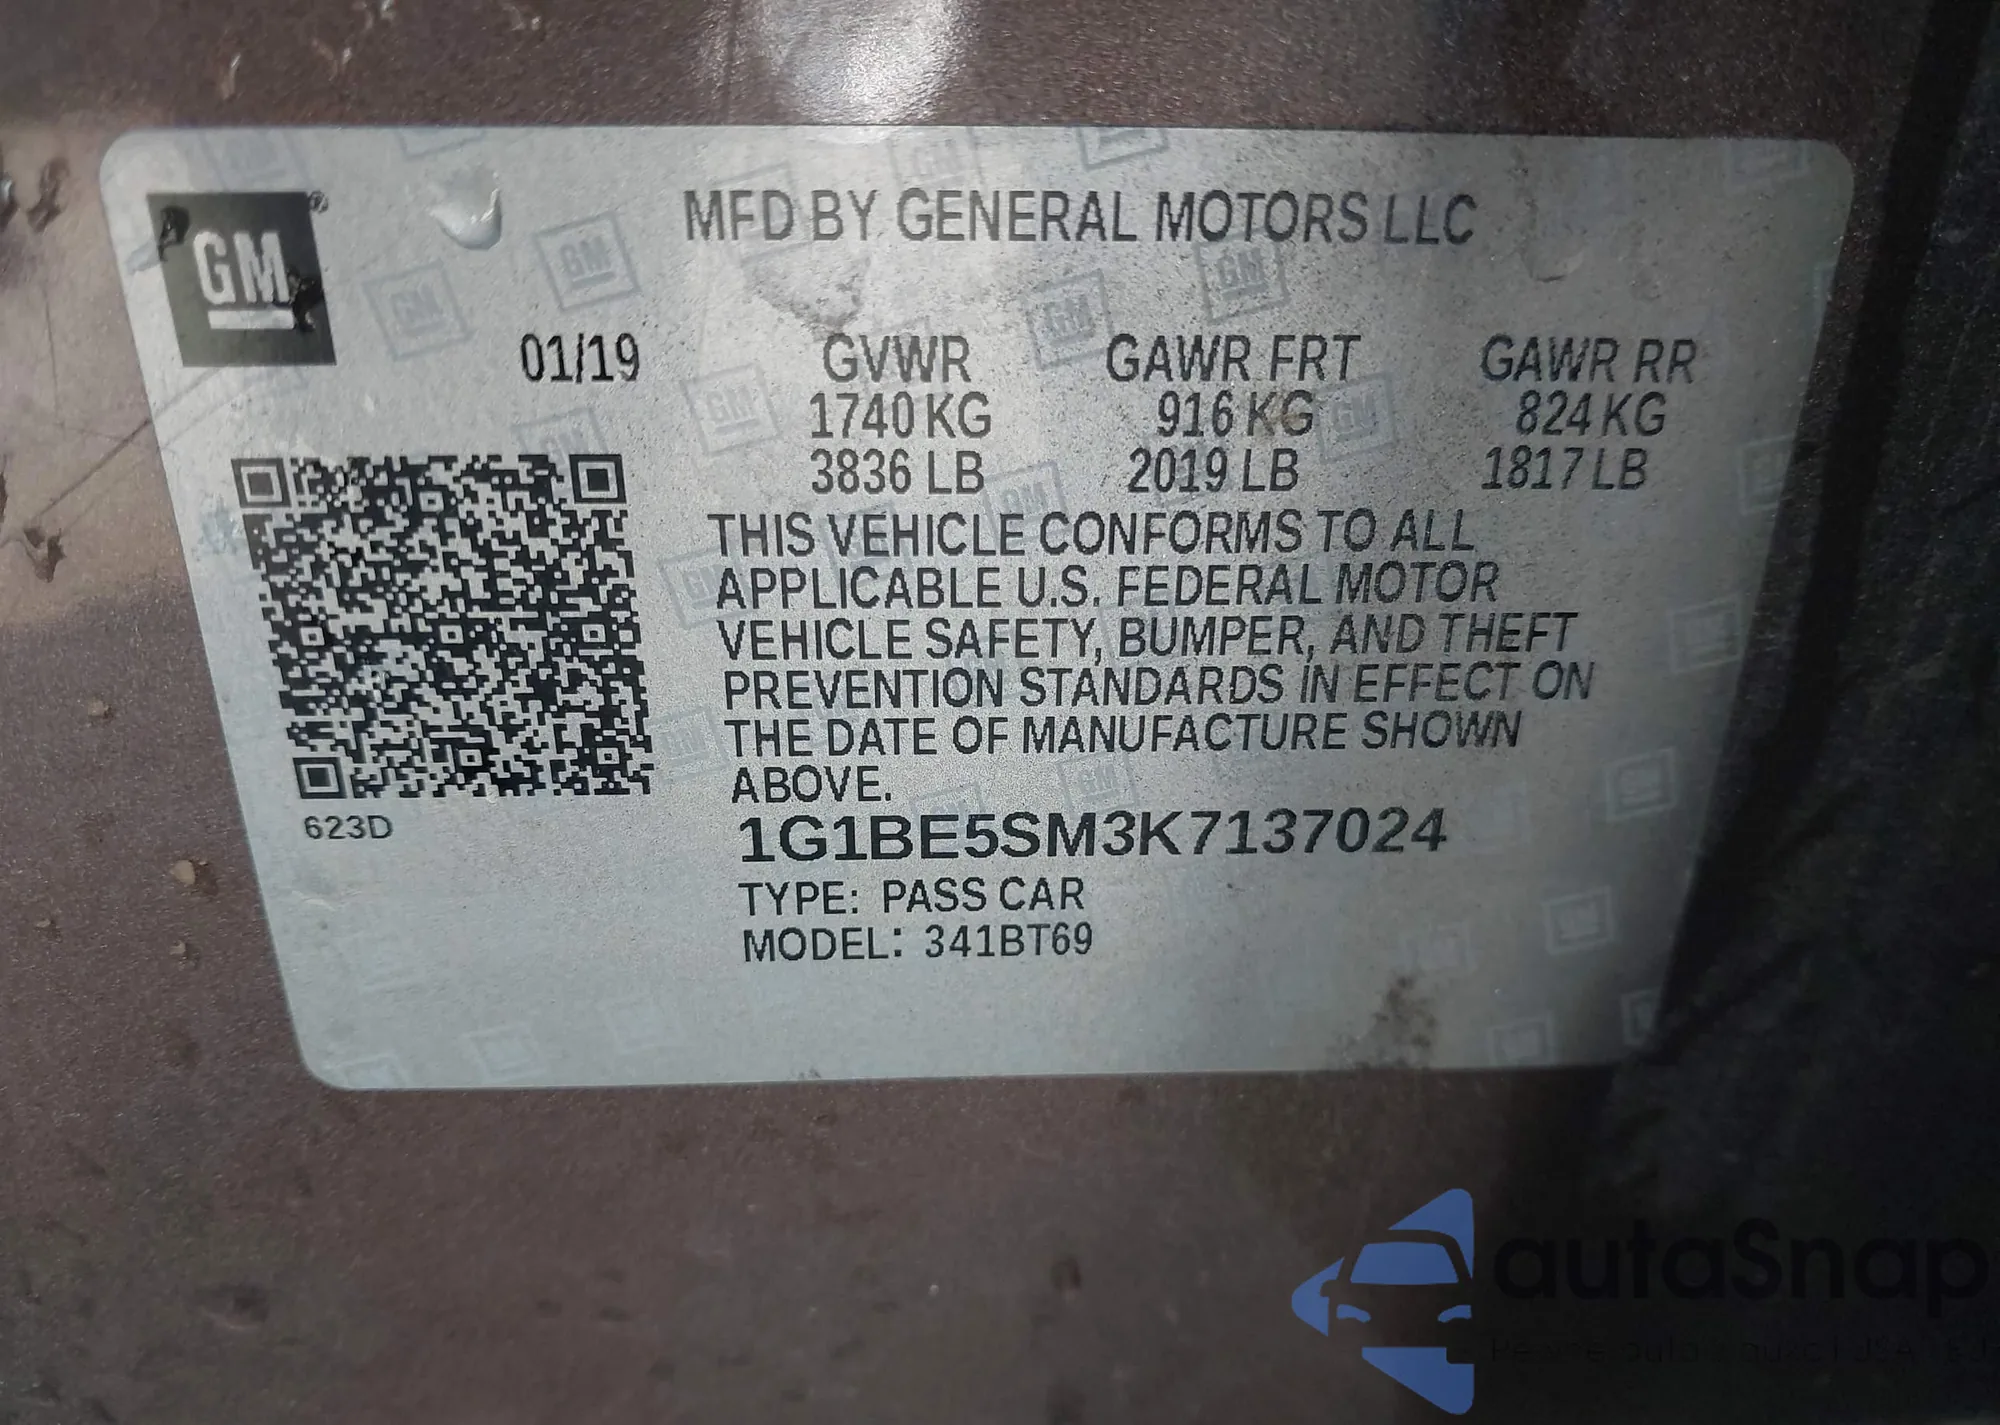 GM
MFD BY GENERAL MOTORS LLC
01/19 GVWR GAWR FRT GAWR RR
1740 KG 916 KG 824 KG
3836 LB 2019 LB 1817 LB
THIS VEHICLE CONFORMS TO ALL
APPLICABLE U.S. FEDERAL MOTOR
VEHICLE SAFETY, BUMPER, AND THEFT
PREVENTION STANDARDS IN EFFECT ON
THE DATE OF MANUFACTURE SHOWN
ABOVE.
623D
1G1BE5SM3K7137024
TYPE: PASS CAR
MODEL: 341BT69
autaSnap